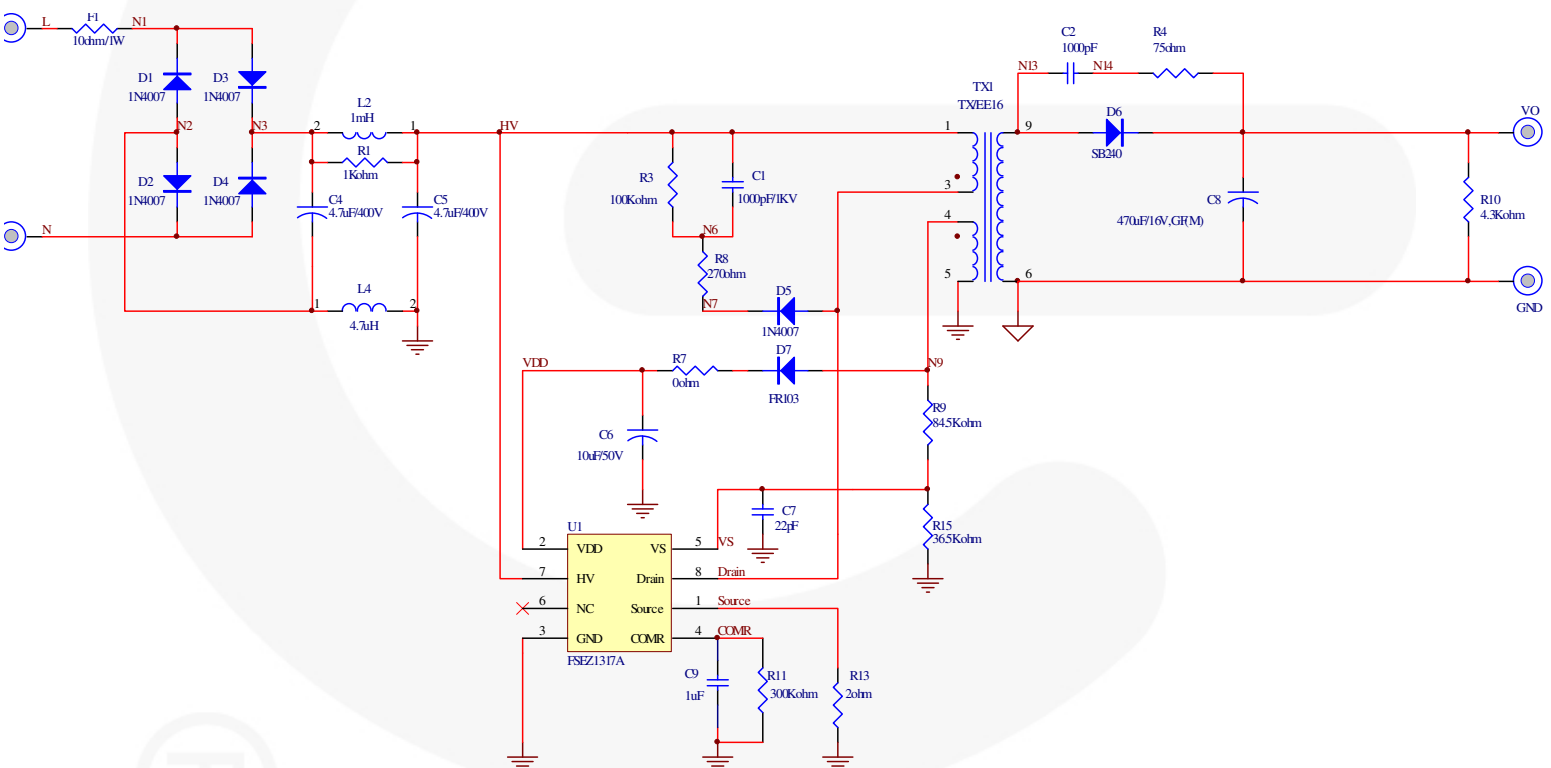 L
F1
10ohm/1W
N1
D1
1N4007
D3
1N4007
N2
N3
D2
1N4007
D4
1N4007
N
2
L2
1mH
1
R1
1Kohm
C4
4.7uF/400V
C5
4.7uF/400V
1
L4
4.7uH
2
HV
R3
100Kohm
C1
1000pF/1KV
N6
R8
270ohm
N7
D5
1N4007
D7
FR103
VDD
R7
0ohm
N9
C6
10uF/50V
R9
84.5Kohm
C7
22pF
R15
36.5Kohm
TX1
TX/EE16
1
3
4
5
9
6
N13
C2
1000pF
N14
R4
75ohm
D6
SB240
C8
470uF/16V,GF(M)
R10
4.3Kohm
VO
GND
U1
2
VDD
7
HV
6
NC
3
GND
VS
5
VS
Drain
8
Drain
Source
1
Source
COMR
4
COMR
FSEZ1317A
C9
1uF
R11
300Kohm
R13
2ohm